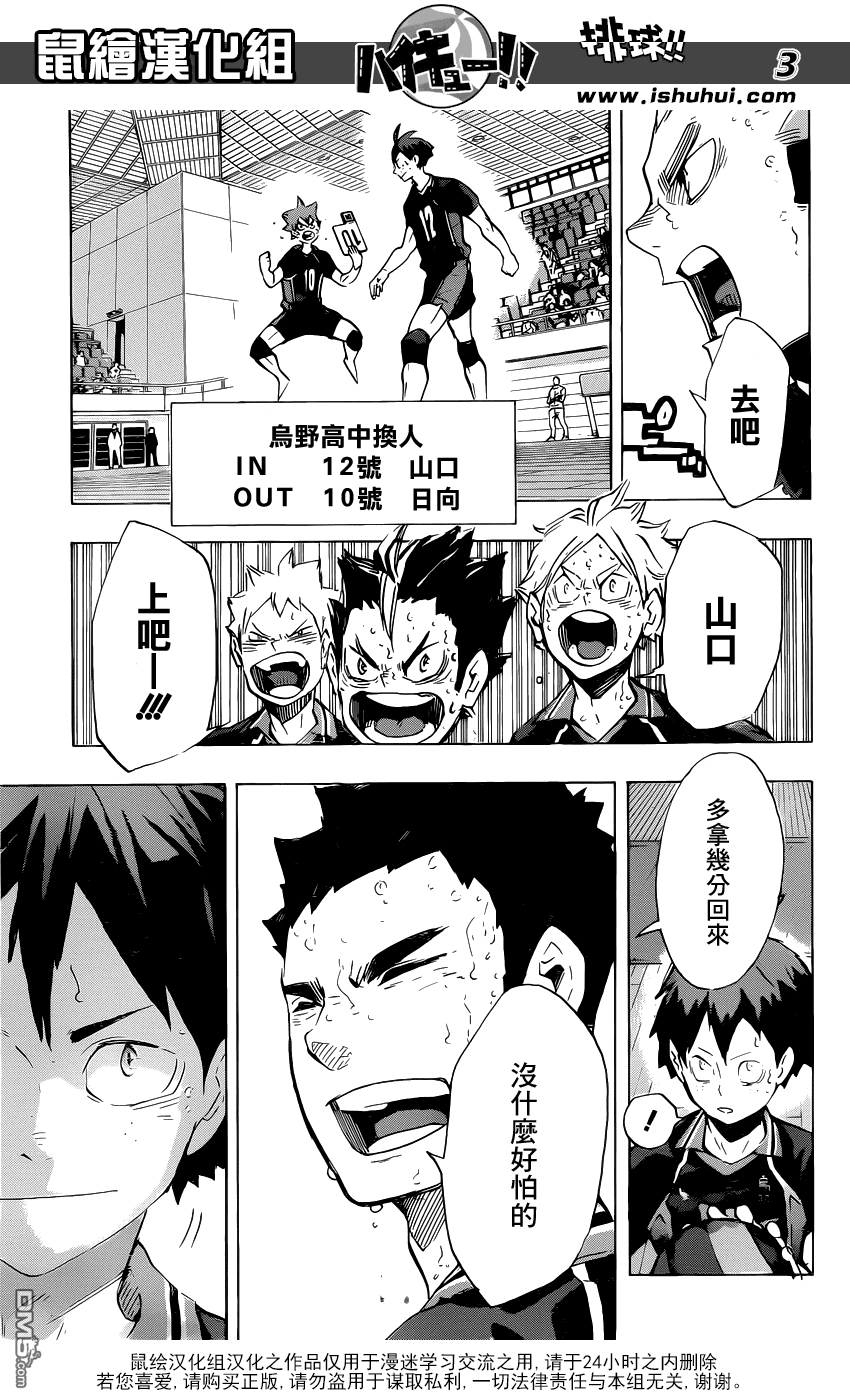 鼠繪漢化組
ハイキュー!!
排球!!
3
www.ishuhui.com
去吧
12
10
烏野高中換人
IN 12號 山口
OUT 10號 日向
山口
上吧ー!!!
多拿幾分回來
!
沒什麼好怕的
DM5
鼠绘汉化组汉化之作品仅用于漫迷学习交流之用, 请于24小时之内删除
若您喜爱, 请购买正版, 请勿盗用于谋取私利, 一切法律责任与本组无关, 谢谢。